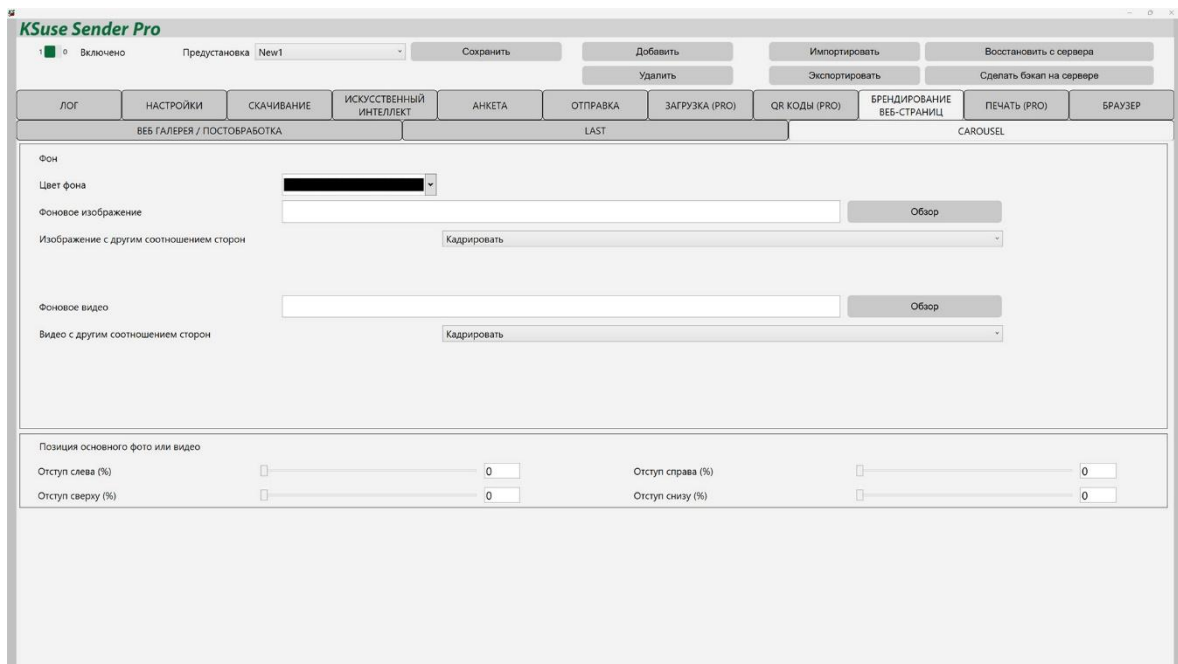 KSuse Sender Pro
1 0 Включено Предустановка New1 Сохранить Добавить Импортировать Восстановить с сервера
Удалить Экспортировать Сделать бэкап на сервере
ЛОГ НАСТРОЙКИ СКАЧИВАНИЕ ИСКУССТВЕННЫЙ ИНТЕЛЛЕКТ АНКЕТА ОТПРАВКА ЗАГРУЗКА (PRO) QR КОДЫ (PRO) БРЕНДИРОВАНИЕ ВЕБ-СТРАНИЦ ПЕЧАТЬ (PRO) БРАУЗЕР
ВЕБ ГАЛЕРЕЯ / ПОСТОБРАБОТКА LAST CAROUSEL
Фон
Цвет фона
Фоновое изображение Обзор
Изображение с другим соотношением сторон Кадрировать
Фоновое видео Обзор
Видео с другим соотношением сторон Кадрировать
Позиция основного фото или видео
Отступ слева (%) 0 Отступ справа (%) 0
Отступ сверху (%) 0 Отступ снизу (%) 0